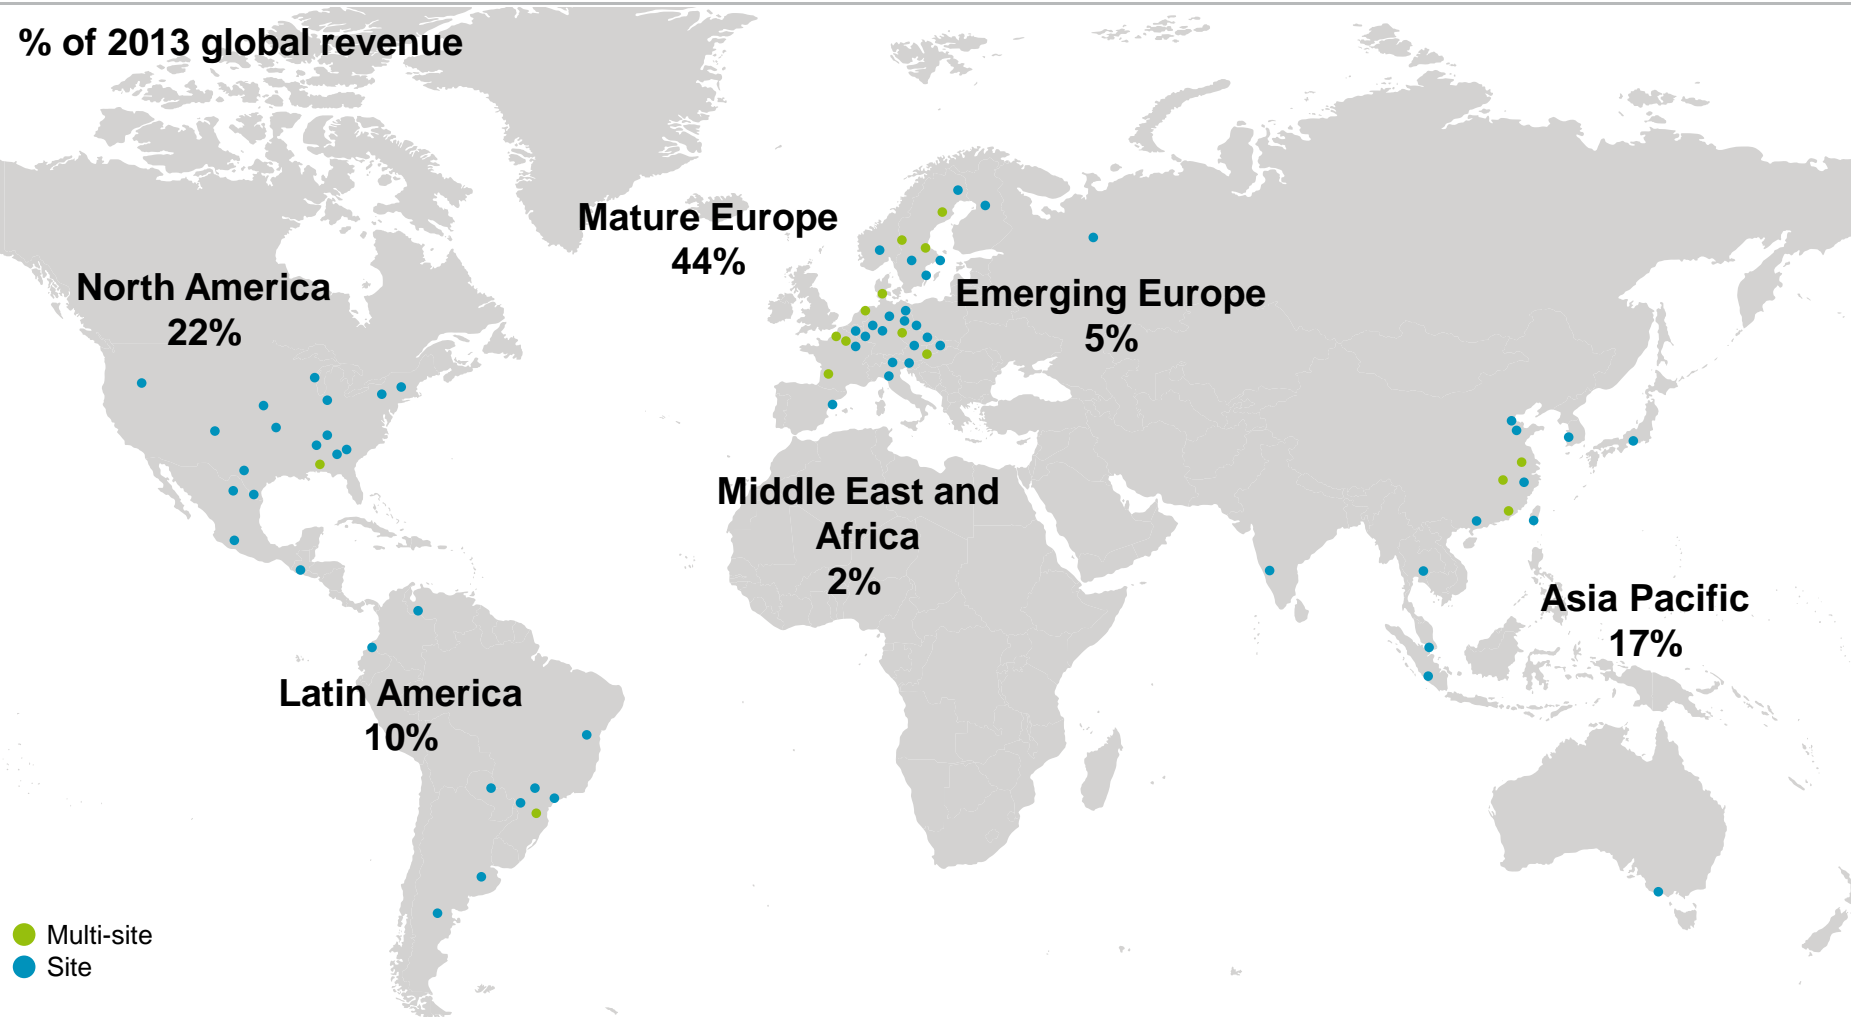 % of 2013 global revenue
Mature Europe
44%
North America
22%
Emerging Europe
5%
Middle East and
Africa
2%
Asia Pacific
17%
Latin America
10%
Multi-site
Site